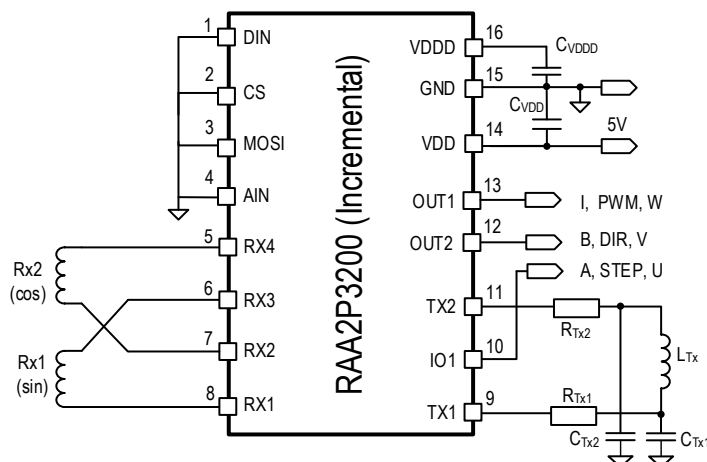 1 DIN
2 CS
3 MOSI
4 AIN
5 RX4
6 RX3
7 RX2
8 RX1
Rx2
(cos)
Rx1
(sin)
RAA2P3200 (Incremental)
VDDD 16 CVDDD
GND 15
CVDD
VDD 14 5V
OUT1 13 I, PWM, W
OUT2 12 B, DIR, V
A, STEP, U
TX2 11 RTx2
IO1 10 LTx
TX1 9 RTx1
CTx2 CTx1